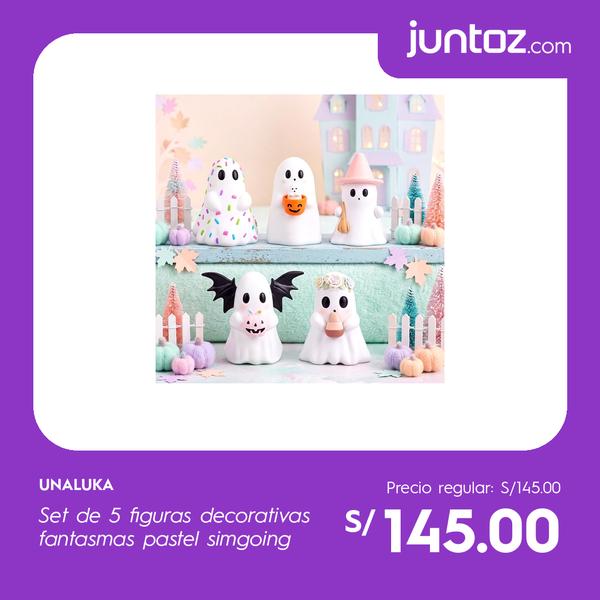 juntoz.com
UNALUKA
Set de 5 figuras decorativas
fantasmas pastel simgoing
Precio regular: S/145.00
S/145.00